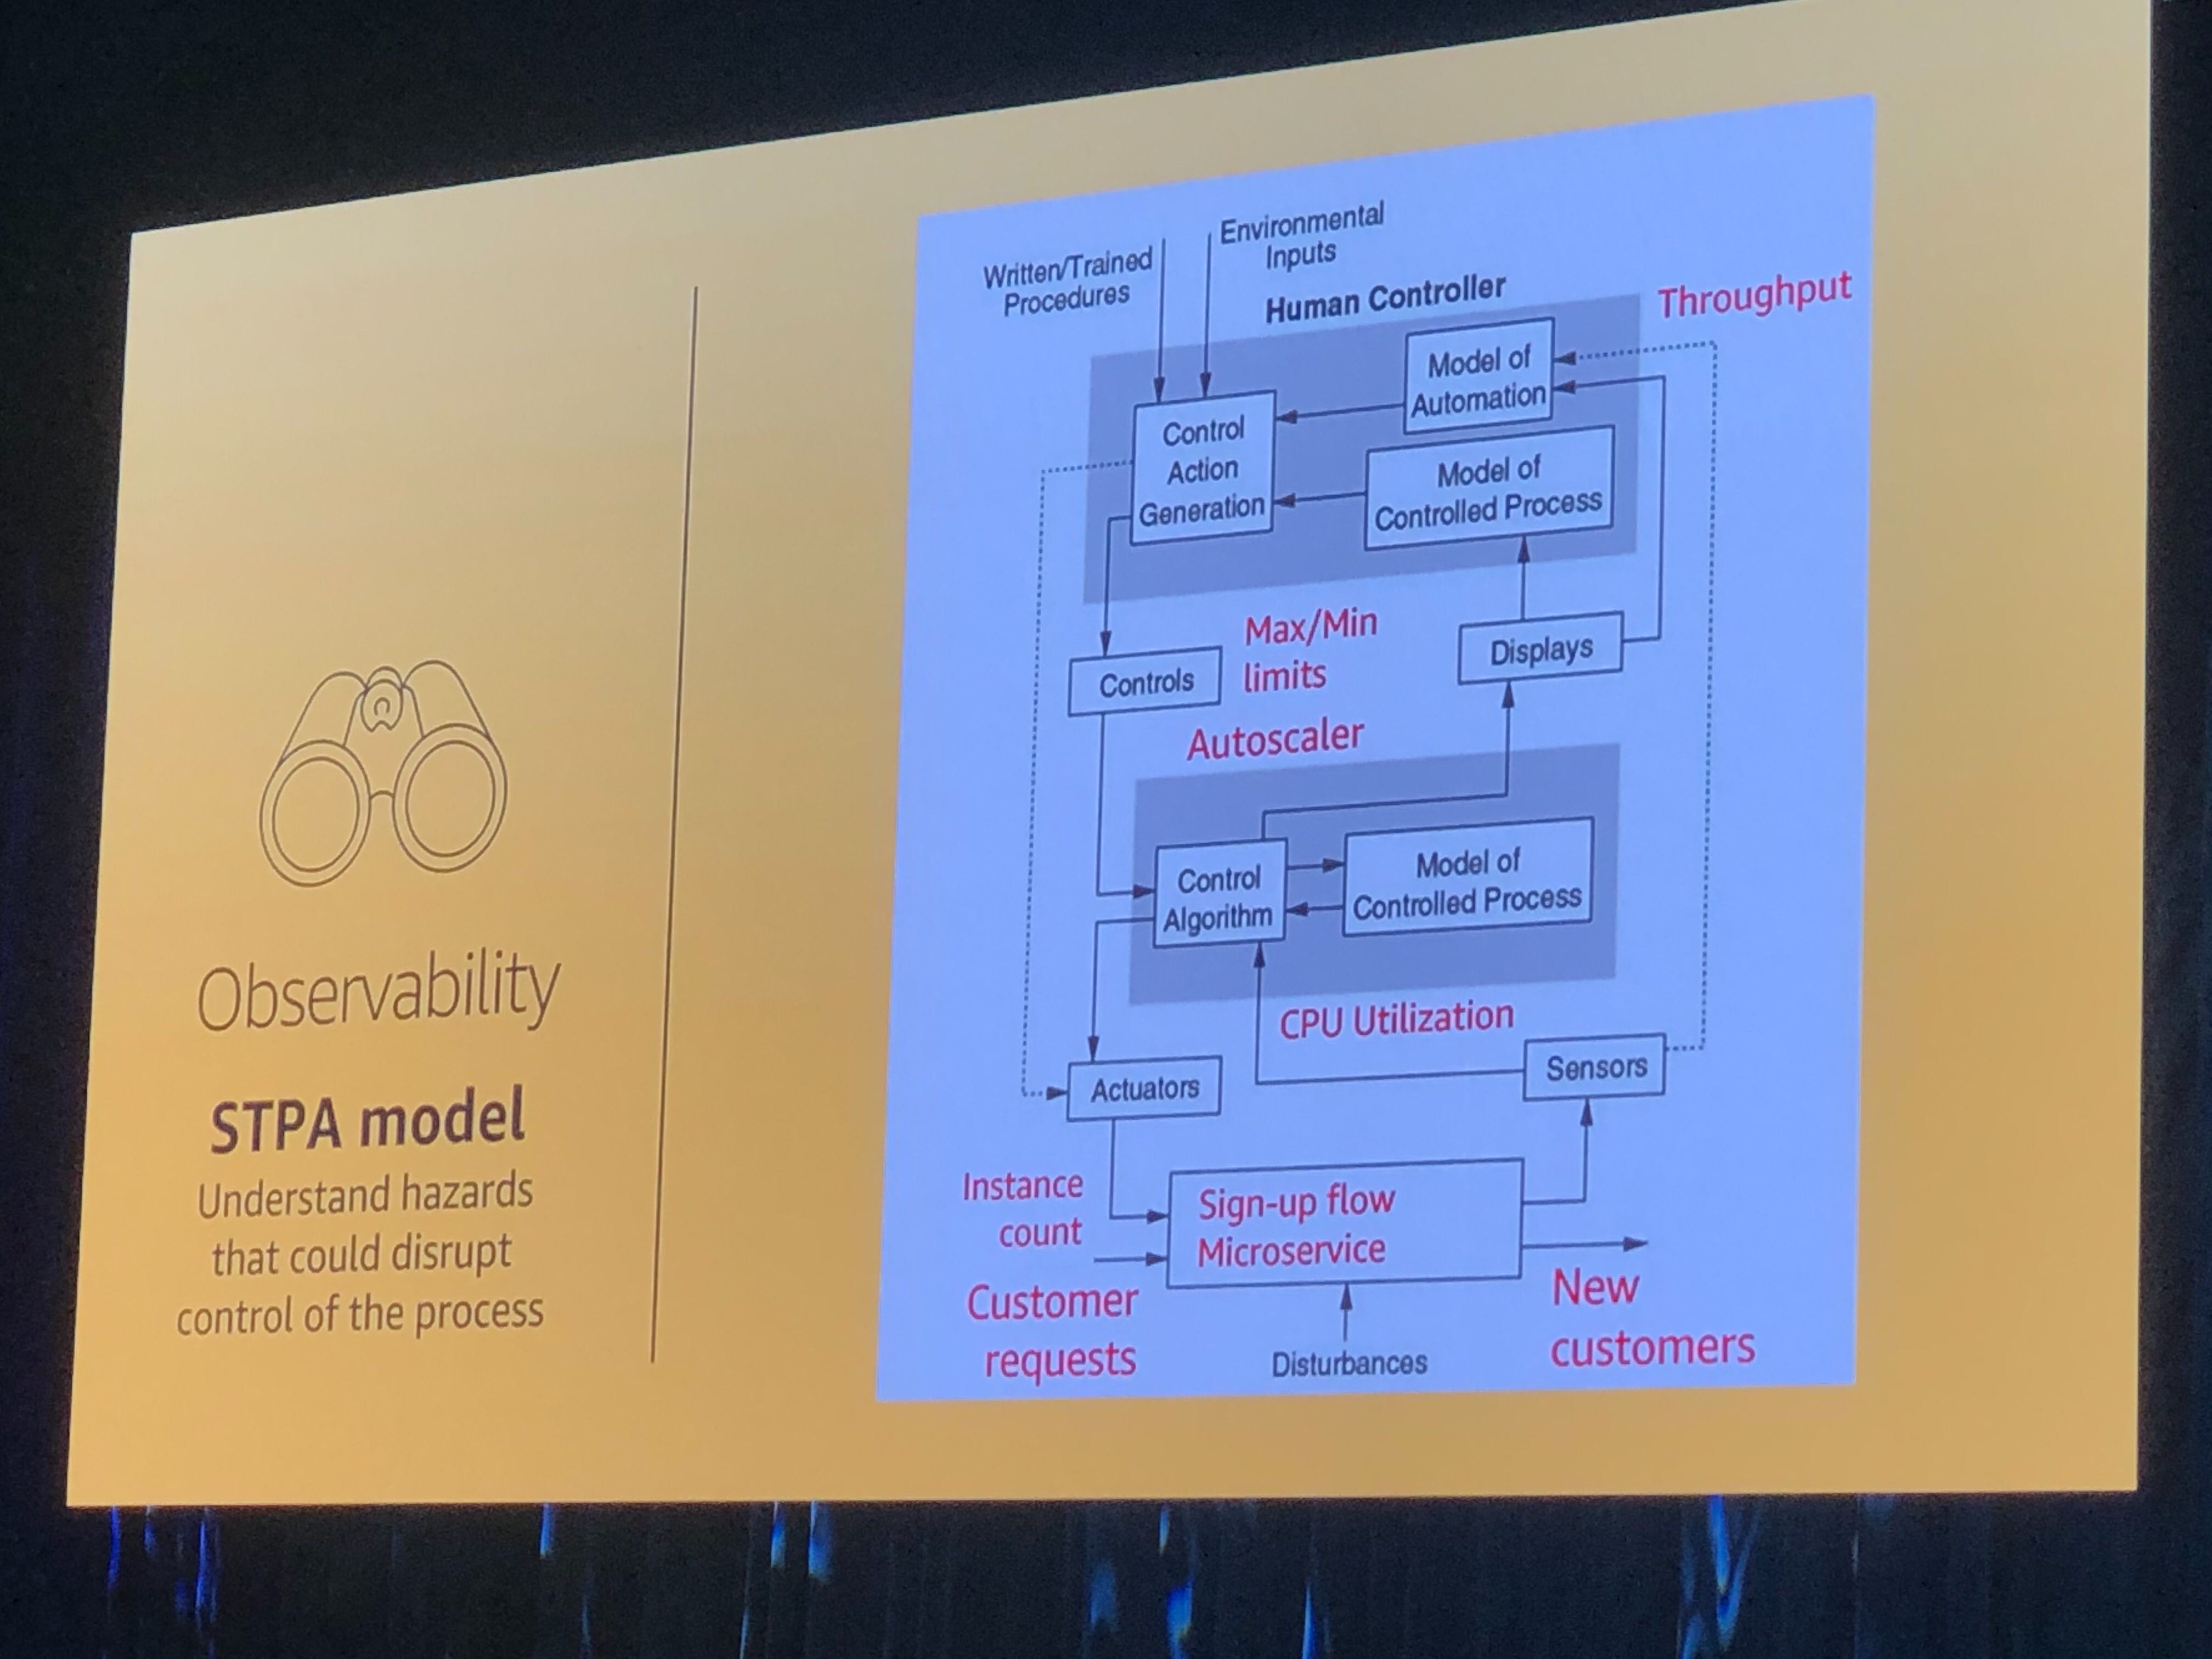 Observability
STPA model
Understand hazards
that could disrupt
control of the process
Written/Trained
Procedures
Environmental
Inputs
Human Controller
Throughput
Model of
Automation
Control
Action
Generation
Model of
Controlled Process
Max/Min
limits
Controls
Displays
Autoscaler
Control
Algorithm
Model of
Controlled Process
CPU Utilization
Sensors
Actuators
Instance
count
Sign-up flow
Microservice
Customer
requests
Disturbances
New
customers